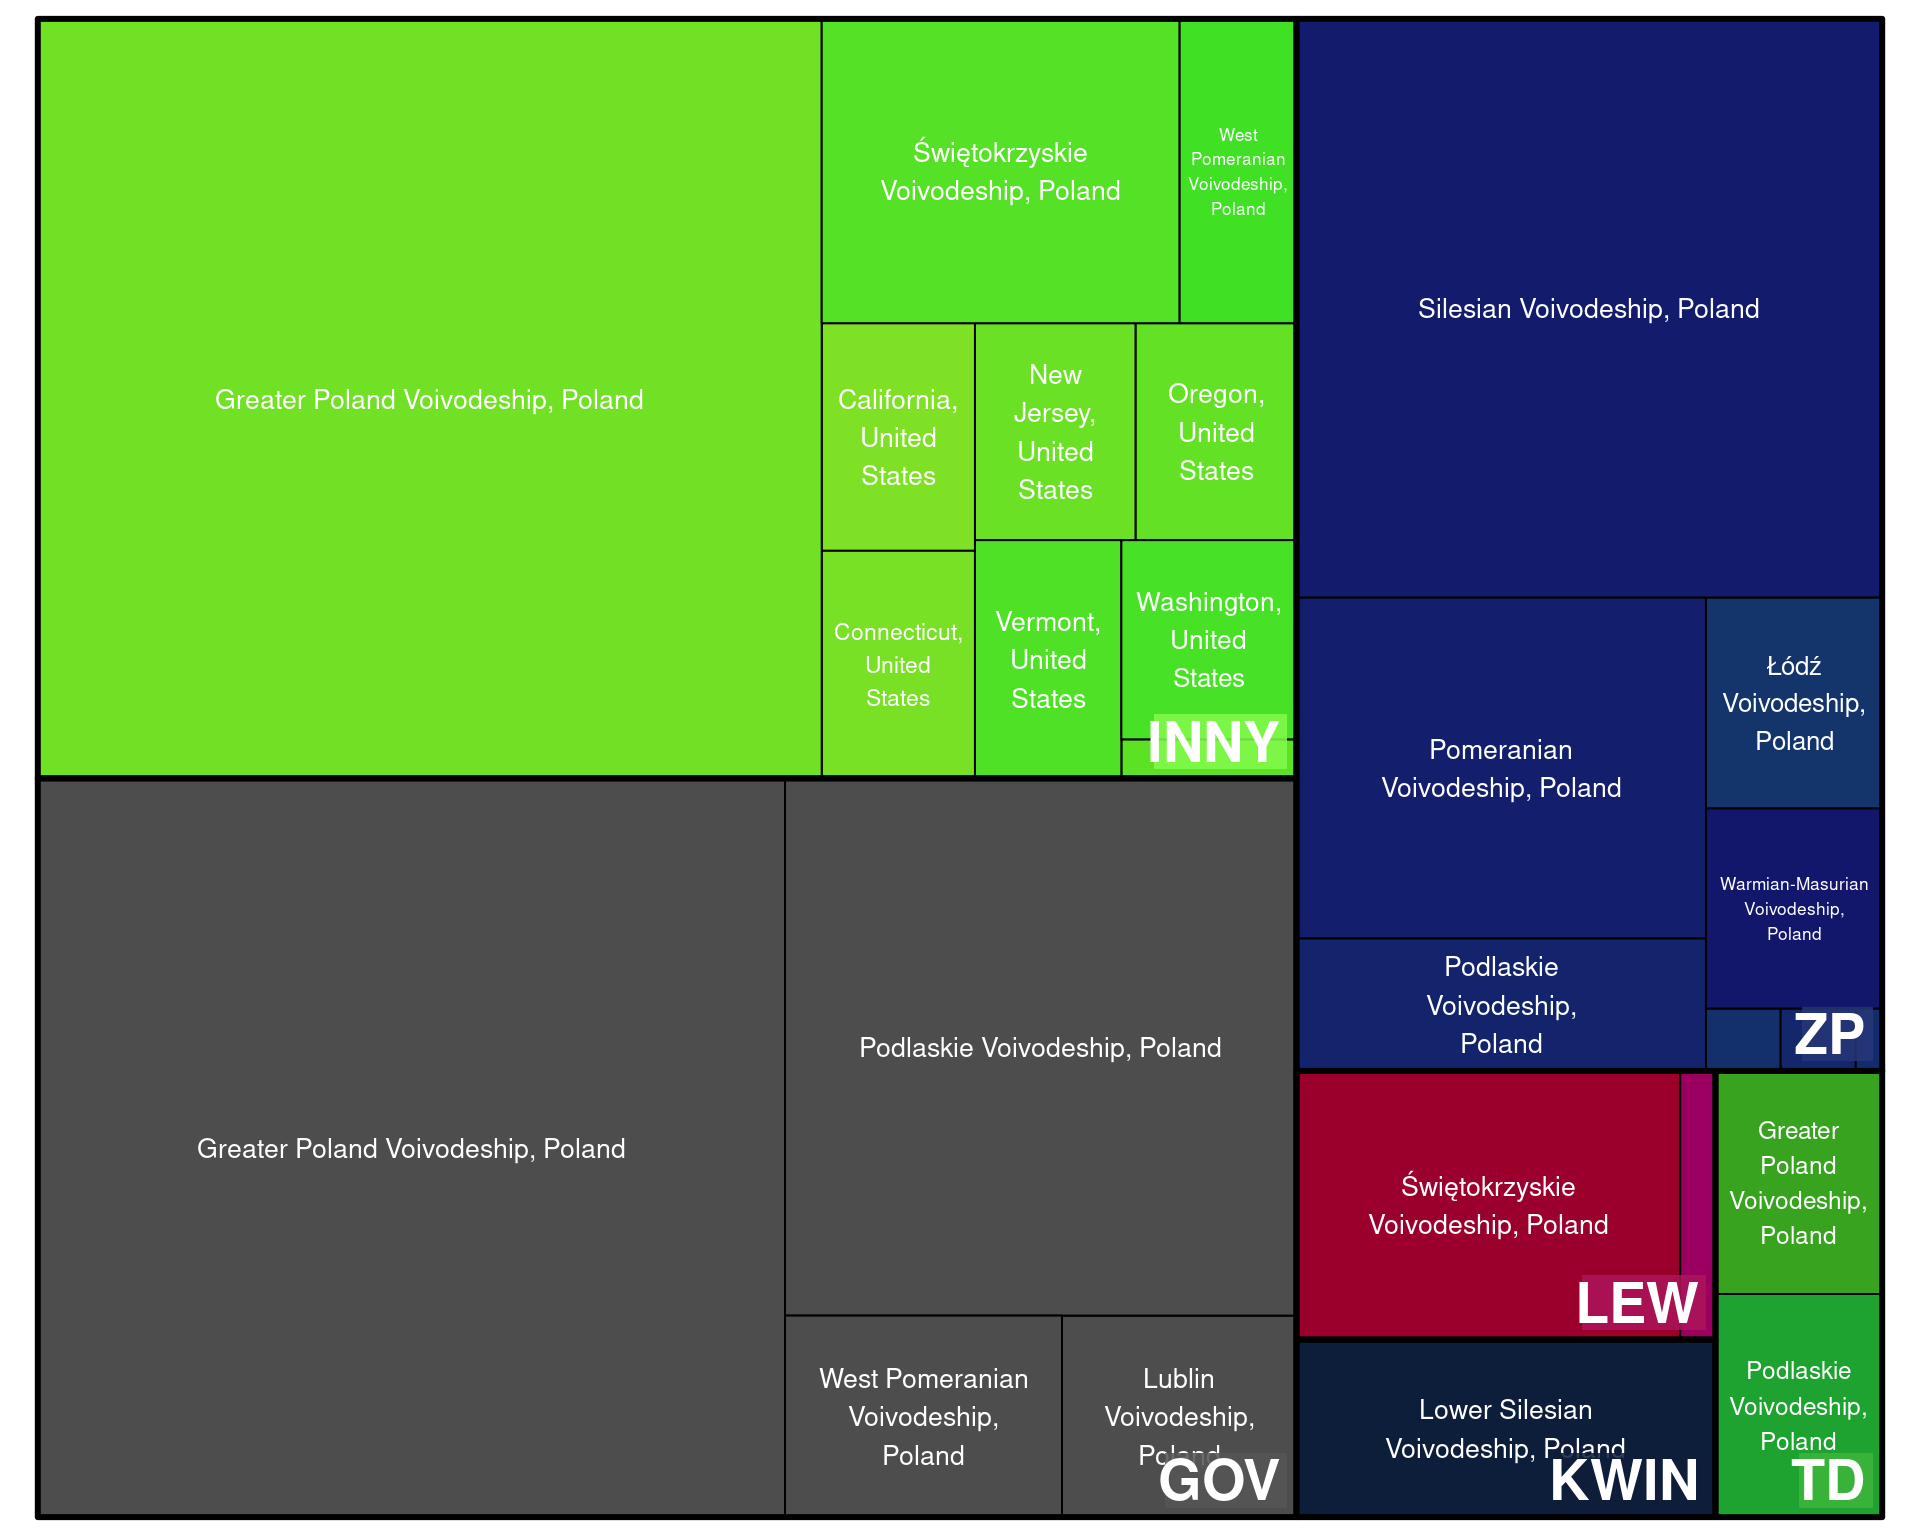 Greater Poland Voivodeship, Poland
Świętokrzyskie
Voivodeship, Poland
West
Pomeranian
Voivodeship,
Poland
California,
United
States
New
Jersey,
United
States
Oregon,
United
States
Connecticut,
United
States
Vermont,
United
States
Washington,
United
States
INNY
Greater Poland Voivodeship, Poland
Podlaskie Voivodeship, Poland
West Pomeranian
Voivodeship,
Poland
Lublin
Voivodeship,
Poland
GOV
Silesian Voivodeship, Poland
Pomeranian
Voivodeship, Poland
Łódź
Voivodeship,
Poland
Warmian-Masurian
Voivodeship,
Poland
Podlaskie
Voivodeship,
Poland
ZP
Świętokrzyskie
Voivodeship, Poland
LEW
Lower Silesian
Voivodeship, Poland
KWIN
Greater
Poland
Voivodeship,
Poland
Podlaskie
Voivodeship,
Poland
TD